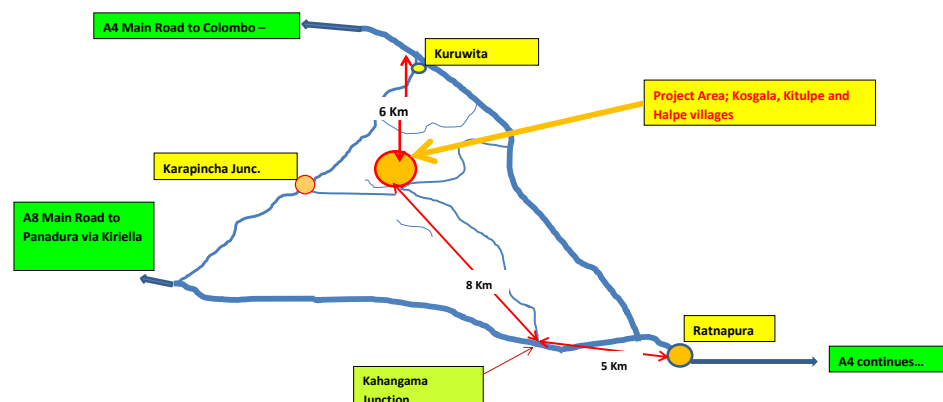 A4 Main Road to Colombo –
Kuruwita
Project Area; Kosgala, Kitulpe and
Halpe villages
6 Km
Karapincha Junc.
A8 Main Road to
Panadura via Kiriella
8 Km
Ratnapura
5 Km
A4 continues...
Kahangama
Junction